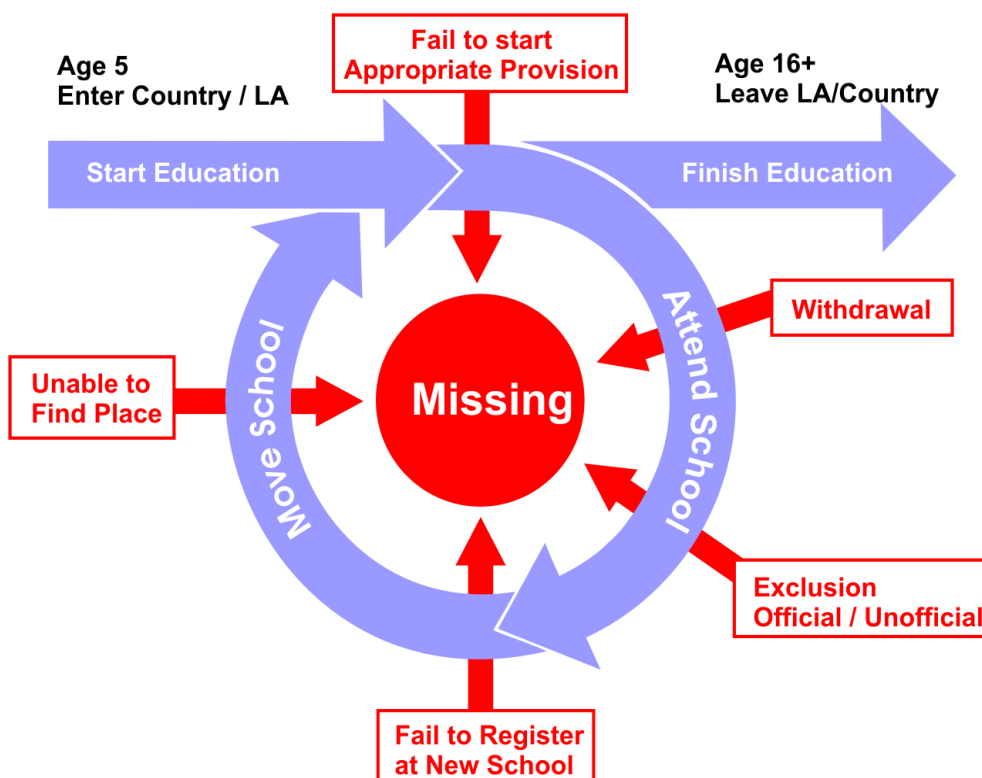 Fail to start
Appropriate Provision
Age 5
Enter Country / LA
Age 16+
Leave LA/Country
Start Education
Finish Education
Withdrawal
Attend School
Missing
Unable to
Find Place
Move School
Exclusion
Official / Unofficial
Fail to Register
at New School